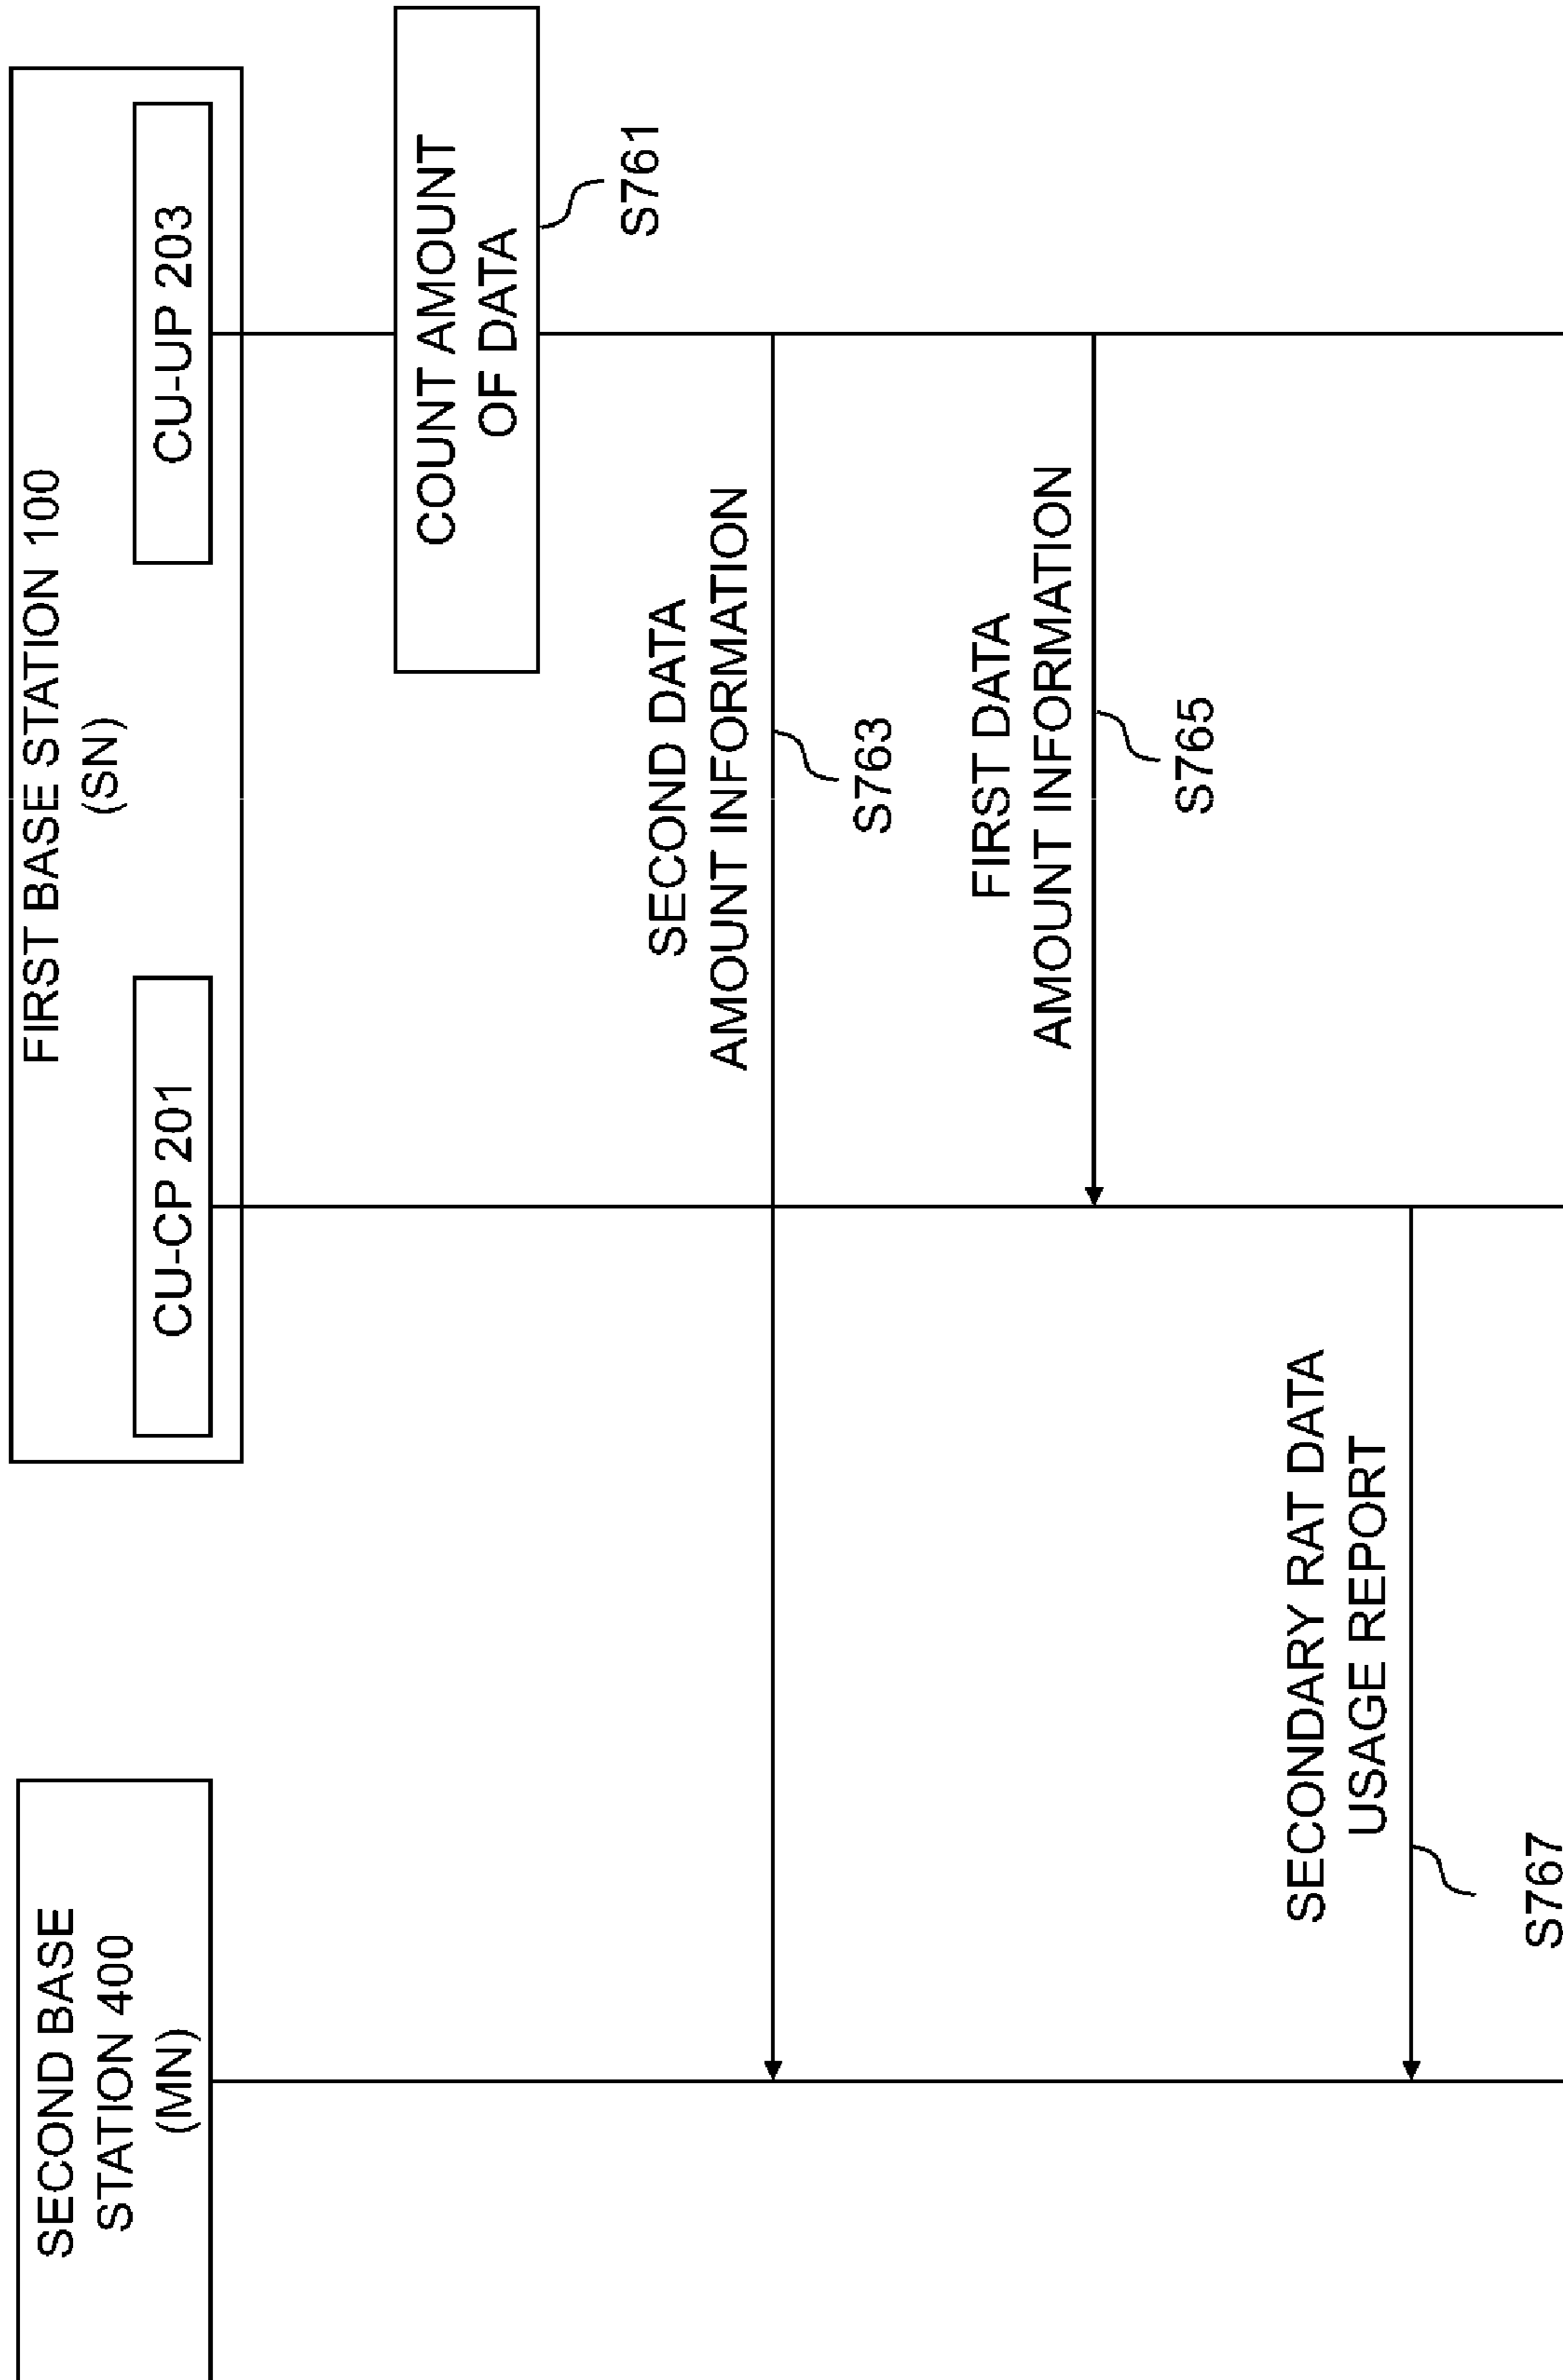 SECOND BASE
STATION 400
(MN)
FIRST BASE STATION 100
(SN)
CU-CP 201
CU-UP 203
COUNT AMOUNT
OF DATA
S761
SECOND DATA
AMOUNT INFORMATION
S763
FIRST DATA
AMOUNT INFORMATION
S765
SECONDARY RAT DATA
USAGE REPORT
S767